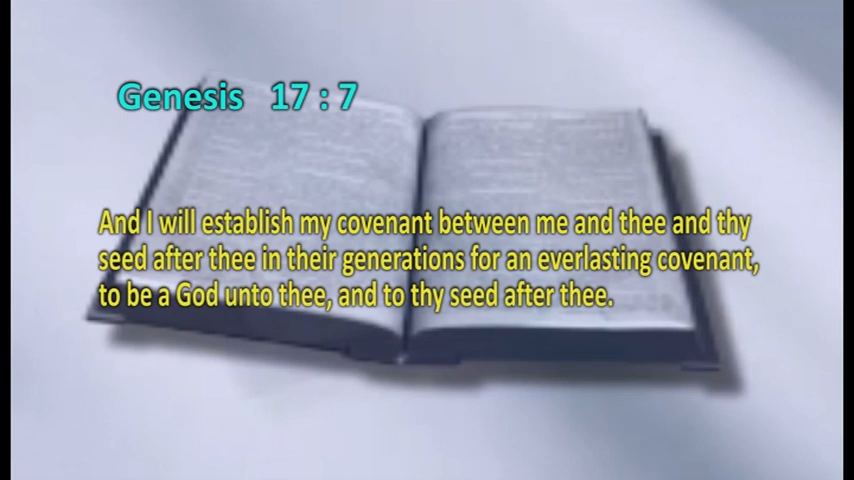 Genesis 17 : 7
And I will establish my covenant between me and thee and thy
seed after thee in their generations for an everlasting covenant,
to be a God unto thee, and to thy seed after thee.